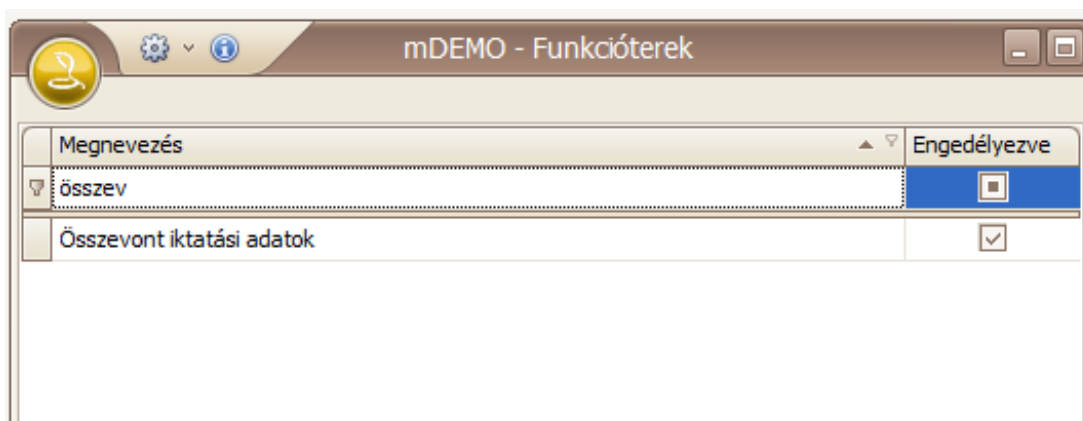 mDEMO - Funkcióterek
Megnevezés Engedélyezve
összev
Összevont iktatási adatok